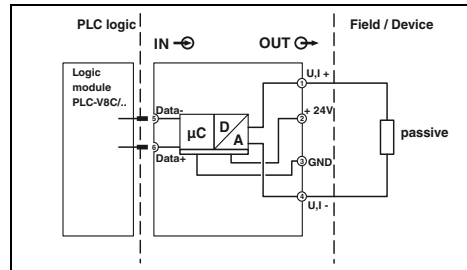 PLC logic
Field / Device
IN
OUT
Logic
module
PLC-V8C/..
U,I +
1
+ 24V
2
Data-
5
µC
D
A
passive
6
Data+
3
GND
4
U,I -